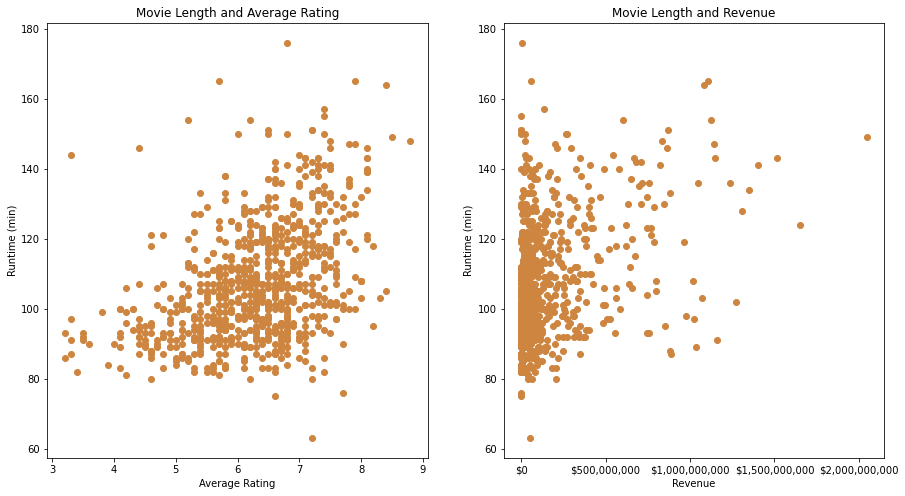 Movie Length and Average Rating
180
160
140
120
100
80
60
Runtime (min)
3 4 5 6 7 8 9
Average Rating
Movie Length and Revenue
180
160
140
120
100
80
60
Runtime (min)
$0 $500,000,000 $1,000,000,000 $1,500,000,000 $2,000,000,000
Revenue